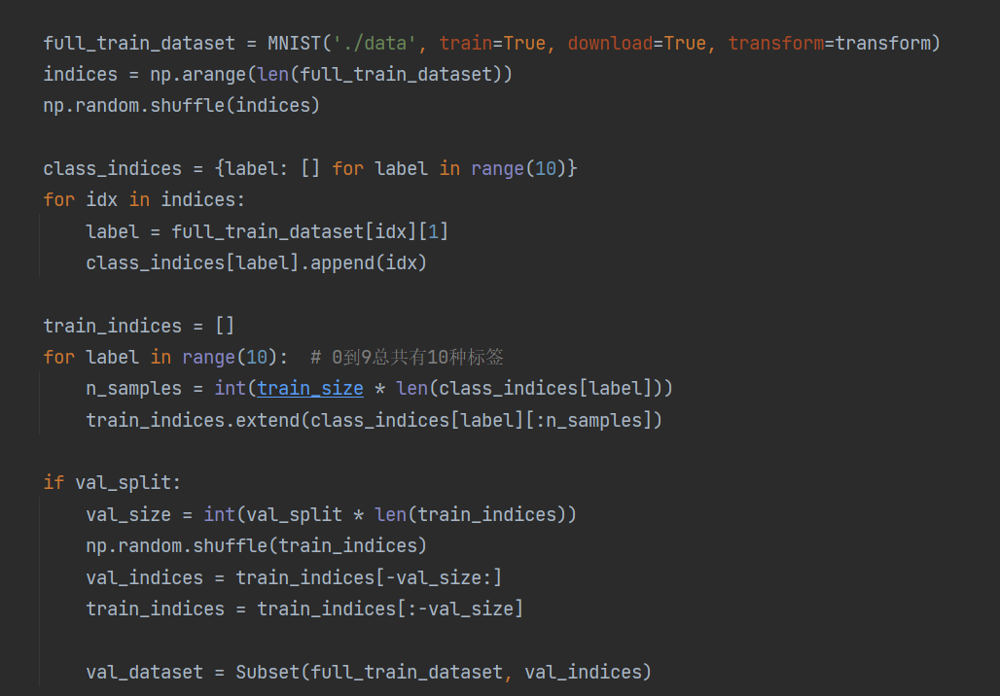 full_train_dataset = MNIST('./data', train=True, download=True, transform=transform)
indices = np.arange(len(full_train_dataset))
np.random.shuffle(indices)
class_indices = {label: [] for label in range(10)}
for idx in indices:
    label = full_train_dataset[idx][1]
    class_indices[label].append(idx)
train_indices = []
for label in range(10):  # 0到9总共有10种标签
    n_samples = int(train_size * len(class_indices[label]))
    train_indices.extend(class_indices[label][:n_samples])
if val_split:
    val_size = int(val_split * len(train_indices))
    np.random.shuffle(train_indices)
    val_indices = train_indices[-val_size:]
    train_indices = train_indices[:-val_size]
    val_dataset = Subset(full_train_dataset, val_indices)